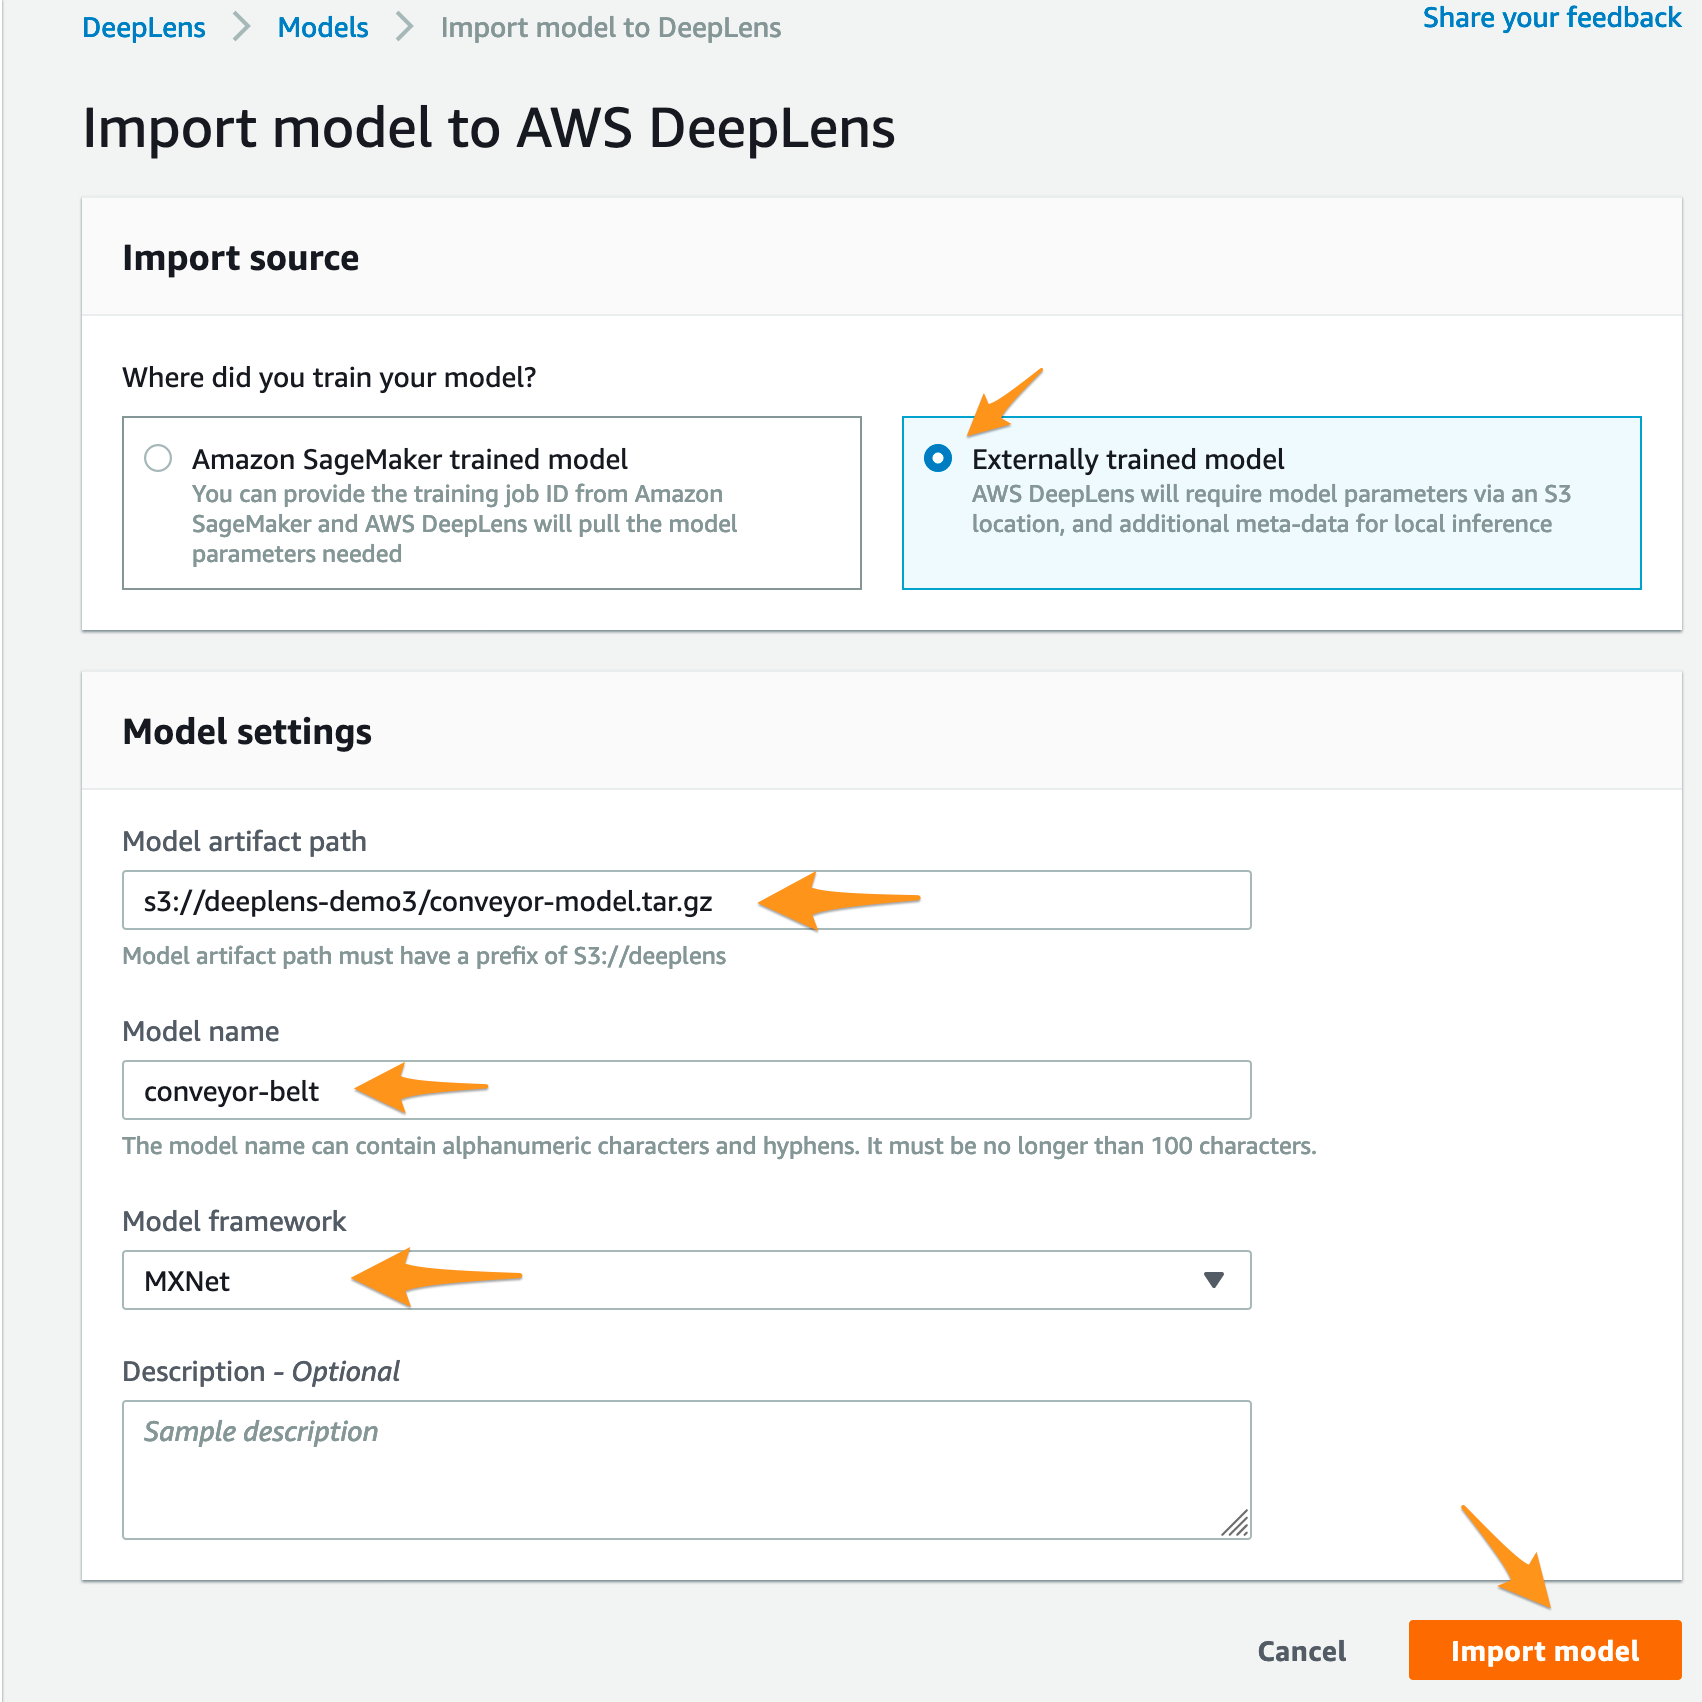 DeepLens > Models > Import model to DeepLens
Share your feedback
Import model to AWS DeepLens
Import source
Where did you train your model?
Amazon SageMaker trained model
You can provide the training job ID from Amazon
SageMaker and AWS DeepLens will pull the model
parameters needed
Externally trained model
AWS DeepLens will require model parameters via an S3
location, and additional meta-data for local inference
Model settings
Model artifact path
s3://deeplens-demo3/conveyor-model.tar.gz
Model artifact path must have a prefix of S3://deeplens
Model name
conveyor-belt
The model name can contain alphanumeric characters and hyphens. It must be no longer than 100 characters.
Model framework
MXNet
Description - Optional
Sample description
Cancel
Import model